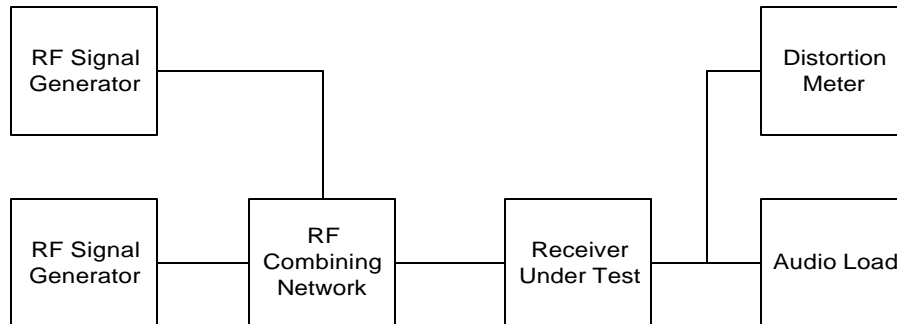 RF Signal
Generator
Distortion
Meter
RF Signal
Generator
RF
Combining
Network
Receiver
Under Test
Audio Load